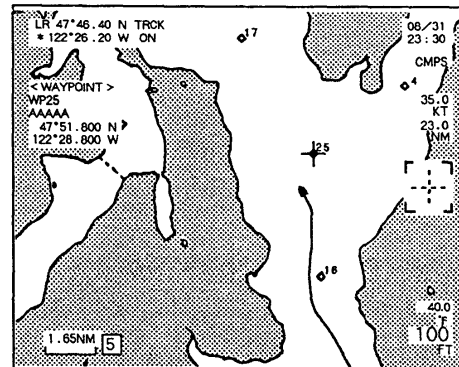 LR 47°46.40 N TRCK
* 122°26.20 W ON
<WAYPOINT>
WP25
AAAAA
47°51.800 N
122°28.800 W
17
08/31
23:30
CMPS
4
35.0
KT
23.0
NM
25
16
40.0
°F
100
FT
1.65NM
5